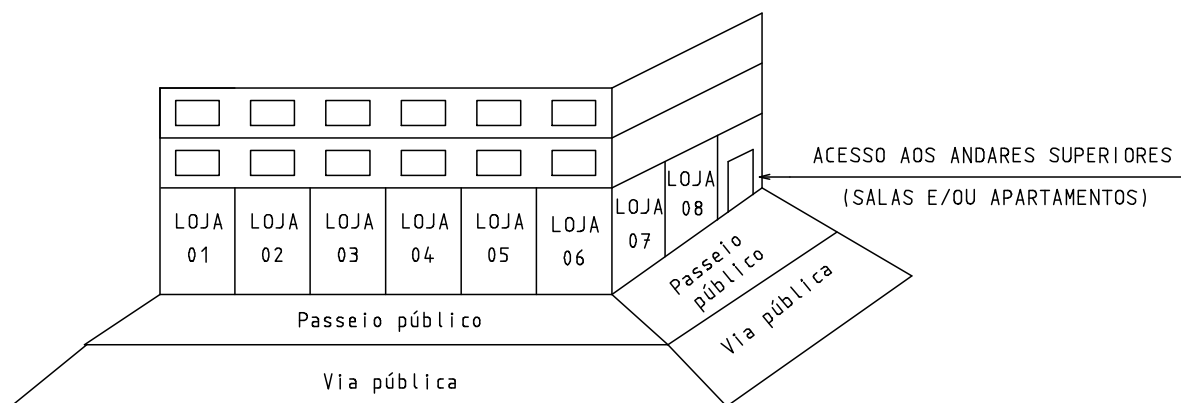 ACESSO AOS ANDARES SUPERIORES
(SALAS E/OU APARTAMENTOS)
LOJA
01
LOJA
02
LOJA
03
LOJA
04
LOJA
05
LOJA
06
LOJA
07
LOJA
08
Passeio público
Via pública
Passeio
público
Via pública